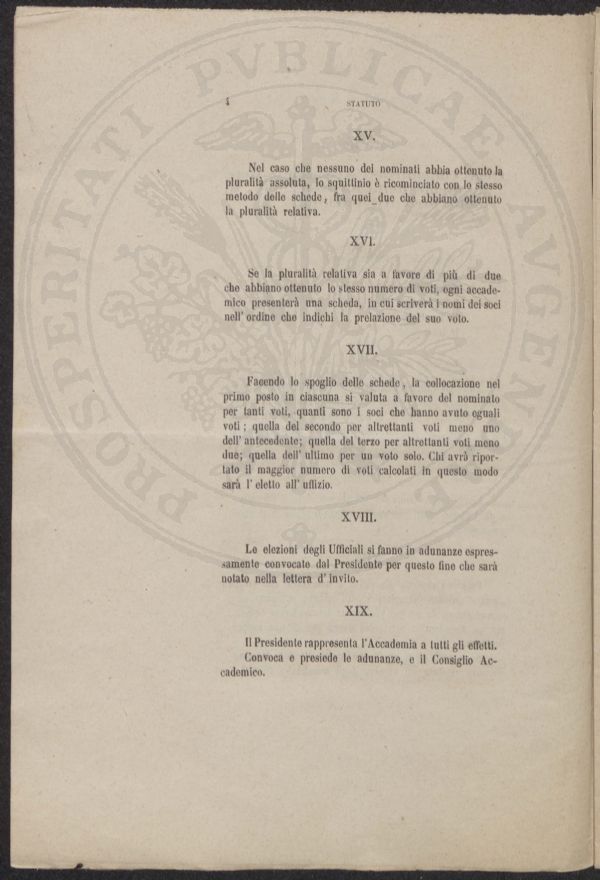 PROSPERITATI PVBLICAE AVGENDAE
4 STATUTO
XV.
Nel caso che nessuno dei nominati abbia ottenuto la
pluralità assoluta, lo squittinio è ricominciato con lo stesso
metodo delle schede, fra quei due che abbiano ottenuto
la pluralità relativa.
XVI.
Se la pluralità relativa sia a favore di più di due
che abbiano ottenuto lo stesso numero di voti, ogni accade-
mico presenterà una scheda, in cui scriverà i nomi dei soci
nell' ordine che indichi la prelazione del suo voto.
XVII.
Facendo lo spoglio delle schede, la collocazione nel
primo posto in ciascuna si valuta a favore del nominato
per tanti voti, quanti sono i soci che hanno avuto eguali
voti; quella del secondo per altrettanti voti meno uno
dell' antecedente; quella del terzo per altrettanti voti meno
due; quella dell' ultimo per un voto solo. Chi avrà ripor-
tato il maggior numero di voti calcolati in questo modo
sarà l' eletto all' uffizio.
XVIII.
Le elezioni degli Ufficiali si fanno in adunanze espres-
samente convocate dal Presidente per questo fine che sarà
notato nella lettera d' invito.
XIX.
Il Presidente rappresenta l'Accademia a tutti gli effetti.
Convoca e presiede le adunanze, e il Consiglio Ac-
cademico.